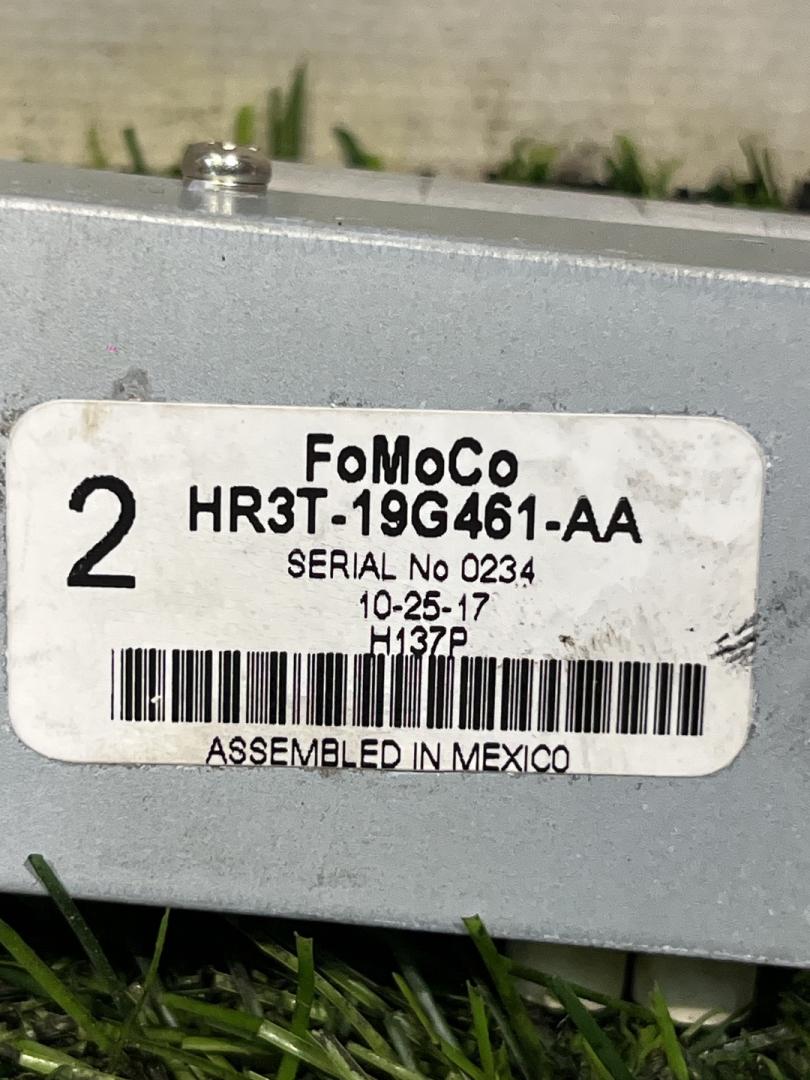 FoMoCo
2
HR3T-19G461-AA
SERIAL No 0234
10-25-17
H137P
ASSEMBLED IN MEXICO